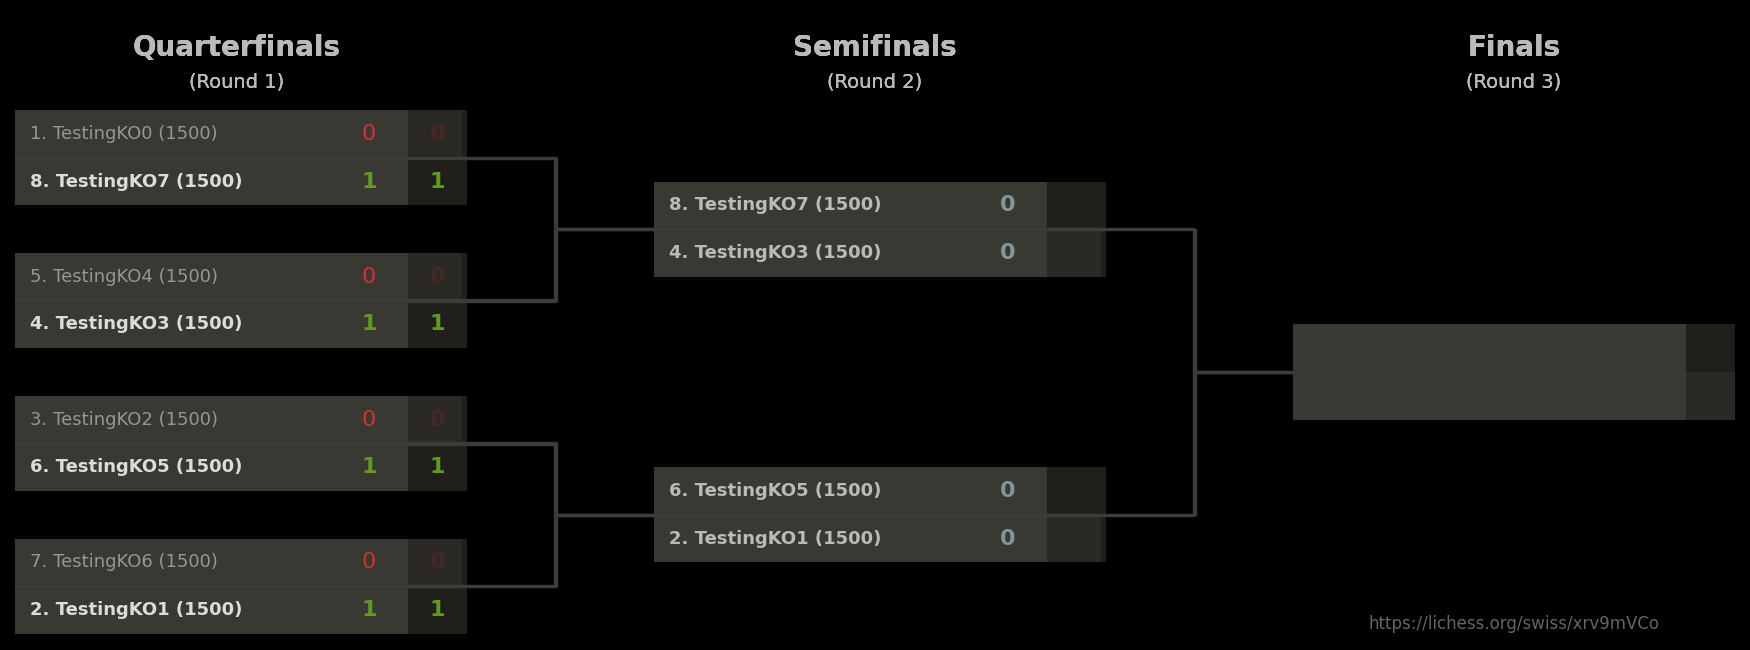 Quarterfinals
(Round 1)
Semifinals
(Round 2)
Finals
(Round 3)
1. TestingKO0 (1500) 0 0
8. TestingKO7 (1500) 1 1
5. TestingKO4 (1500) 0 0
4. TestingKO3 (1500) 1 1
3. TestingKO2 (1500) 0 0
6. TestingKO5 (1500) 1 1
7. TestingKO6 (1500) 0 0
2. TestingKO1 (1500) 1 1
8. TestingKO7 (1500) 0
4. TestingKO3 (1500) 0
6. TestingKO5 (1500) 0
2. TestingKO1 (1500) 0
https://lichess.org/swiss/xrv9mVCo